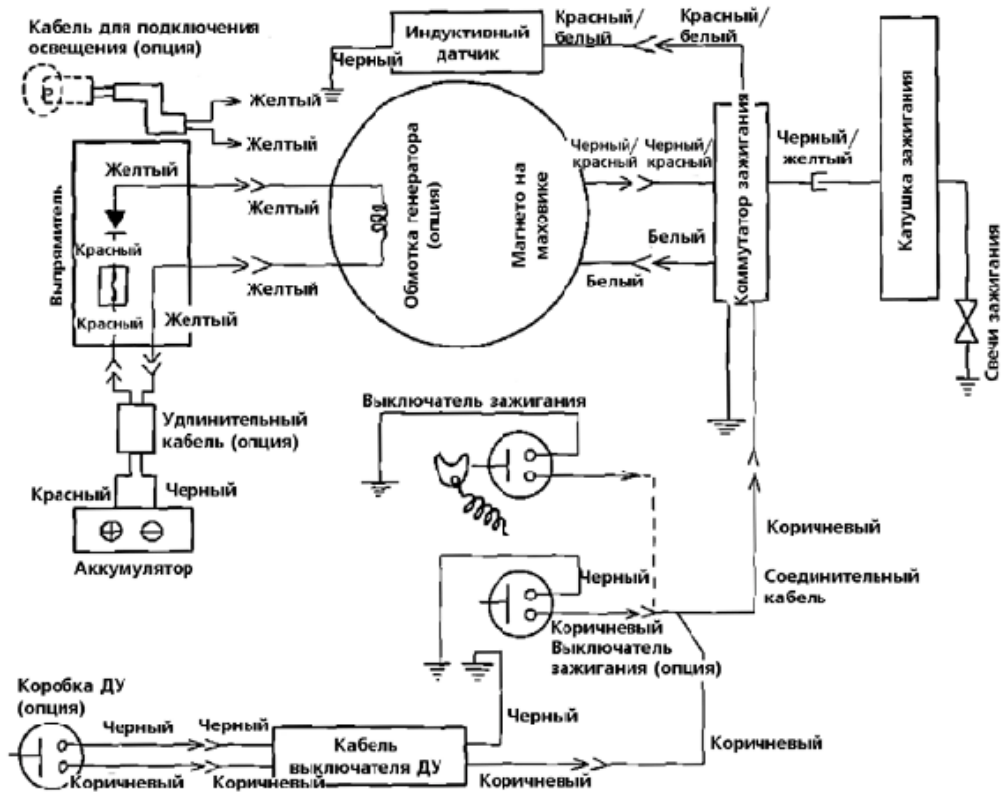 Кабель для подключения
освещения (опция)
Желтый
Желтый
Черный
Индуктивный
датчик
Красный/
белый
Красный/
белый
Выпрямитель
Желтый
Красный
Красный
Желтый
Желтый
Желтый
Обмотка генератора
(опция)
Магнето на
маховике
Черный/
красный
Черный/
красный
Белый
Белый
Коммутатор зажигания
Черный/
желтый
Катушка зажигания
Свечи зажигания
Удлинительный
кабель (опция)
Красный
Черный
Аккумулятор
Выключатель зажигания
Коричневый
Соединительный
кабель
Черный
Коричневый
Выключатель
зажигания (опция)
Черный
Коробка ДУ
(опция)
Черный
Черный
Коричневый
Коричневый
Кабель
выключателя ДУ
Коричневый
Коричневый